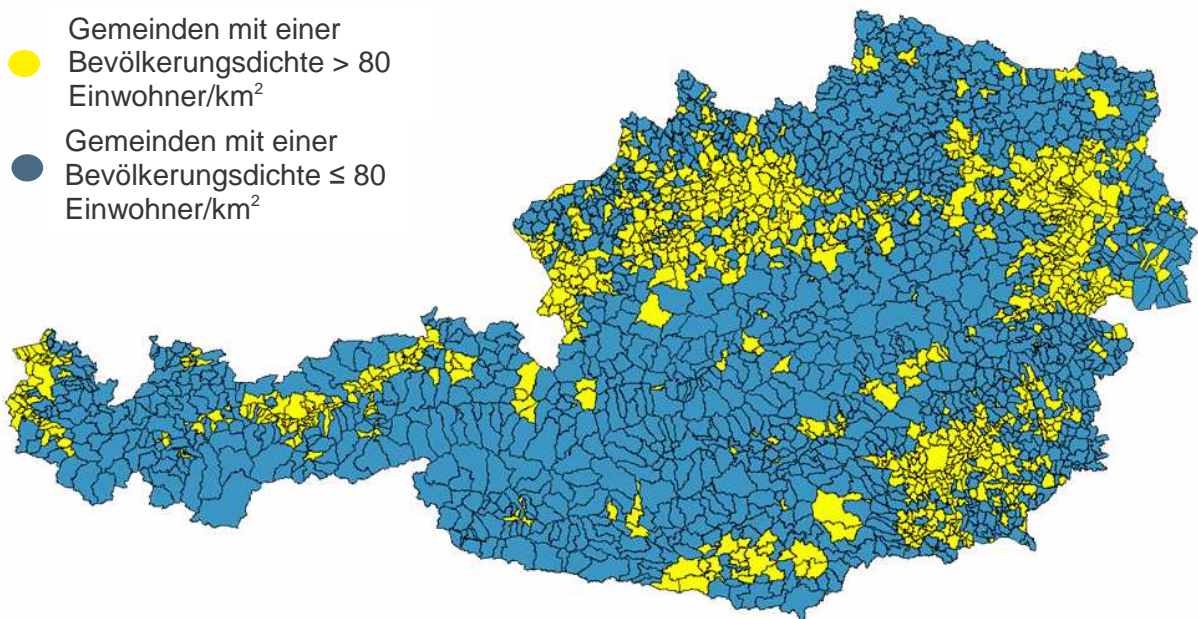 Gemeinden mit einer
Bevölkerungsdichte > 80
Einwohner/km²
Gemeinden mit einer
Bevölkerungsdichte ≤ 80
Einwohner/km²